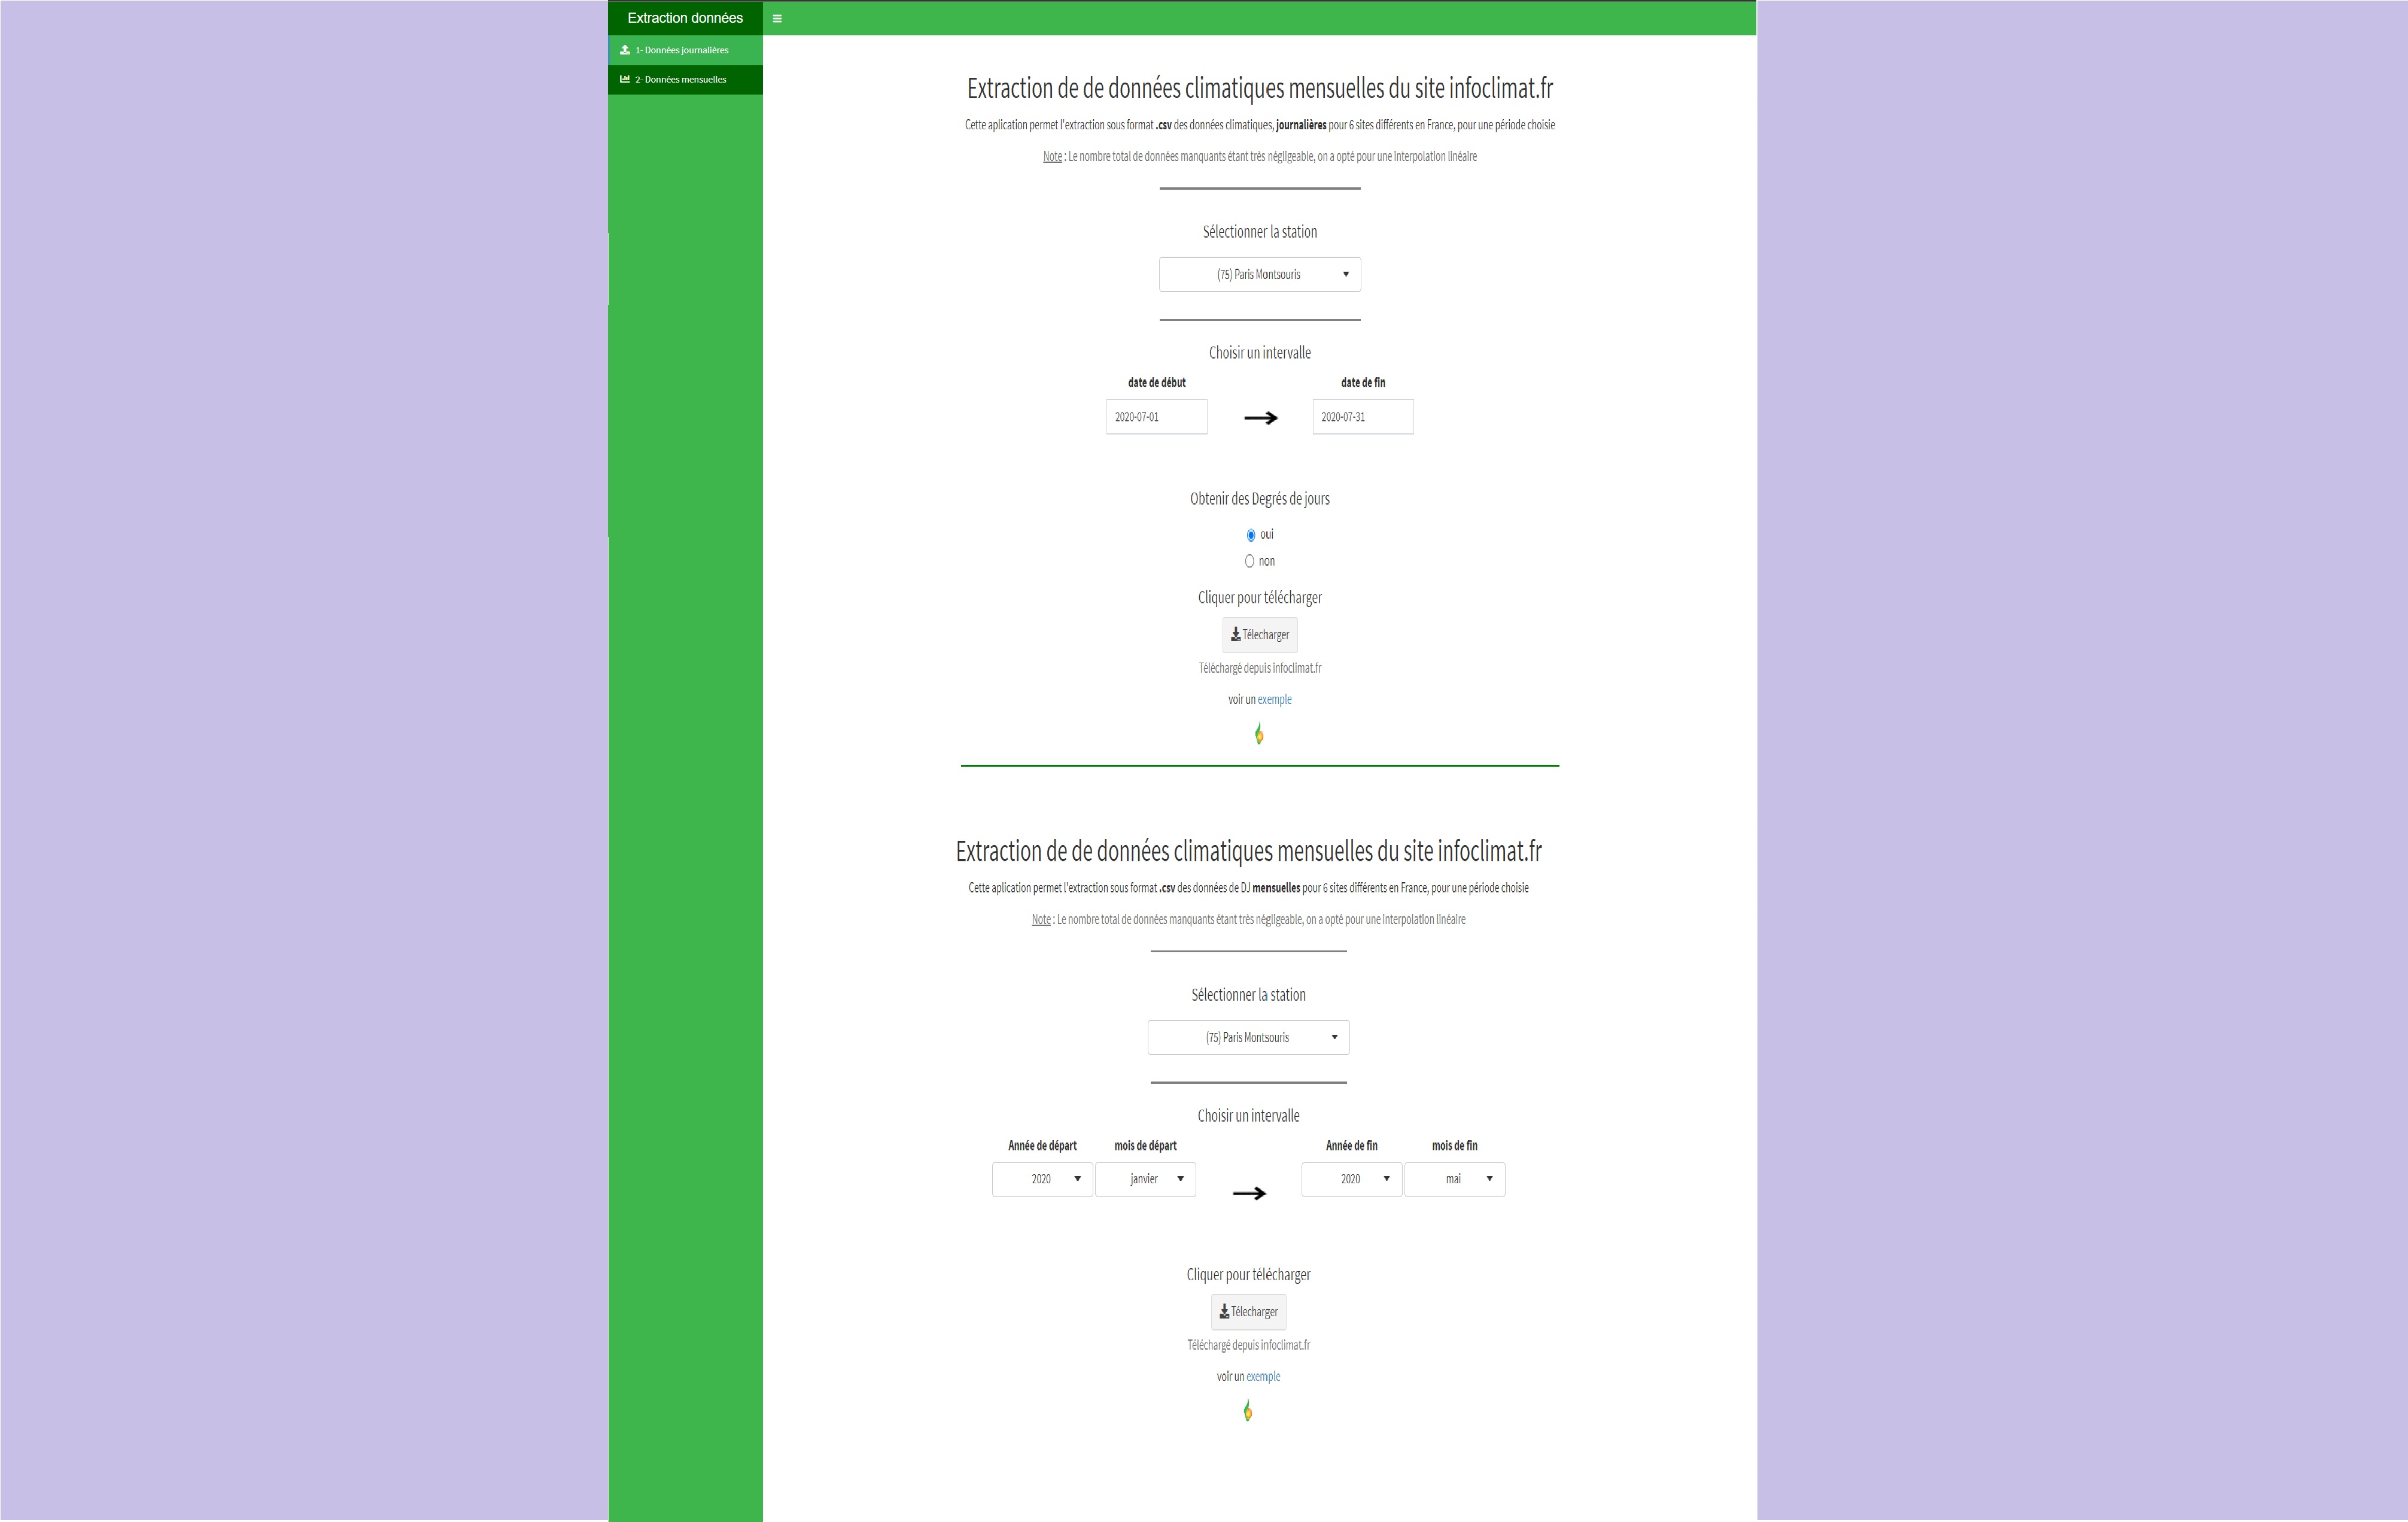 Extraction données
1- Données journalières
2- Données mensuelles
Extraction de de données climatiques mensuelles du site infoclimat.fr
Cette aplication permet l'extraction sous format .csv des données climatiques, journalières pour 6 sites différents en France, pour une période choisie
Note : Le nombre total de données manquants étant très négligeable, on a opté pour une interpolation linéaire
Sélectionner la station
(75) Paris Montsouris
Choisir un intervalle
date de début date de fin
2020-07-01 2020-07-31
Obtenir des Degrés de jours
oui
non
Cliquer pour télécharger
Télecharger
Téléchargé depuis infoclimat.fr
voir un exemple
Extraction de de données climatiques mensuelles du site infoclimat.fr
Cette aplication permet l'extraction sous format .csv des données de DJ mensuelles pour 6 sites différents en France, pour une période choisie
Note : Le nombre total de données manquants étant très négligeable, on a opté pour une interpolation linéaire
Sélectionner la station
(75) Paris Montsouris
Choisir un intervalle
Année de départ mois de départ Année de fin mois de fin
2020 janvier 2020 mai
Cliquer pour télécharger
Télecharger
Téléchargé depuis infoclimat.fr
voir un exemple